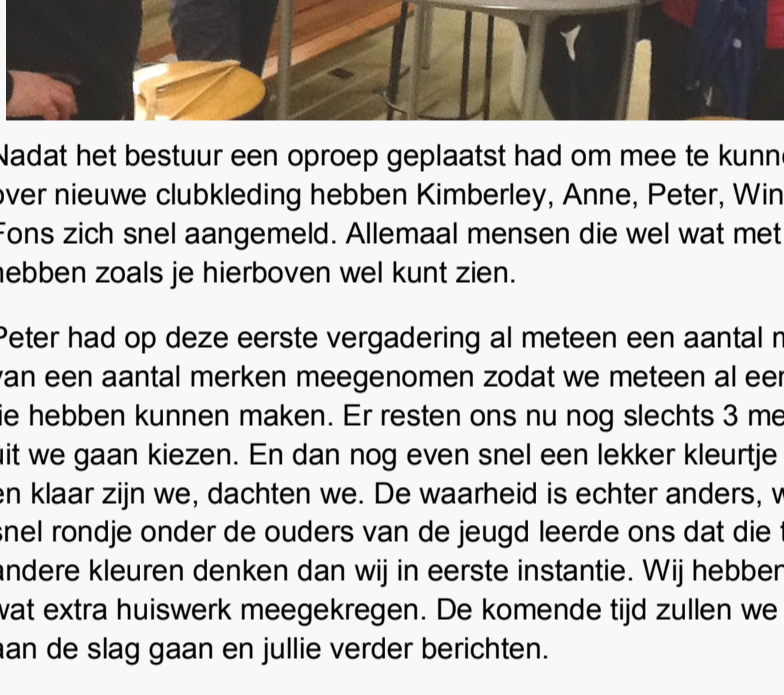 Nadat het bestuur een oproep geplaatst had om mee te
over nieuwe clubkleding hebben Kimberley, Anne, Peter,
Fons zich snel aangemeld. Allemaal mensen die wel wat met
hebben zoals je hierboven wel kunt zien.
Peter had op deze eerste vergadering al meteen een aantal
van een aantal merken meegenomen zodat we meteen al
hebben kunnen maken. Er resten ons nu nog slechts 3
uit we gaan kiezen. En dan nog even snel een lekker kleurtje
en klaar zijn we, dachten we. De waarheid is echter anders,
snel rondje onder de ouders van de jeugd leerde ons dat die
andere kleuren denken dan wij in eerste instantie. Wij hebben
wat extra huiswerk meegekregen. De komende tijd zullen we
aan de slag gaan en jullie verder berichten.